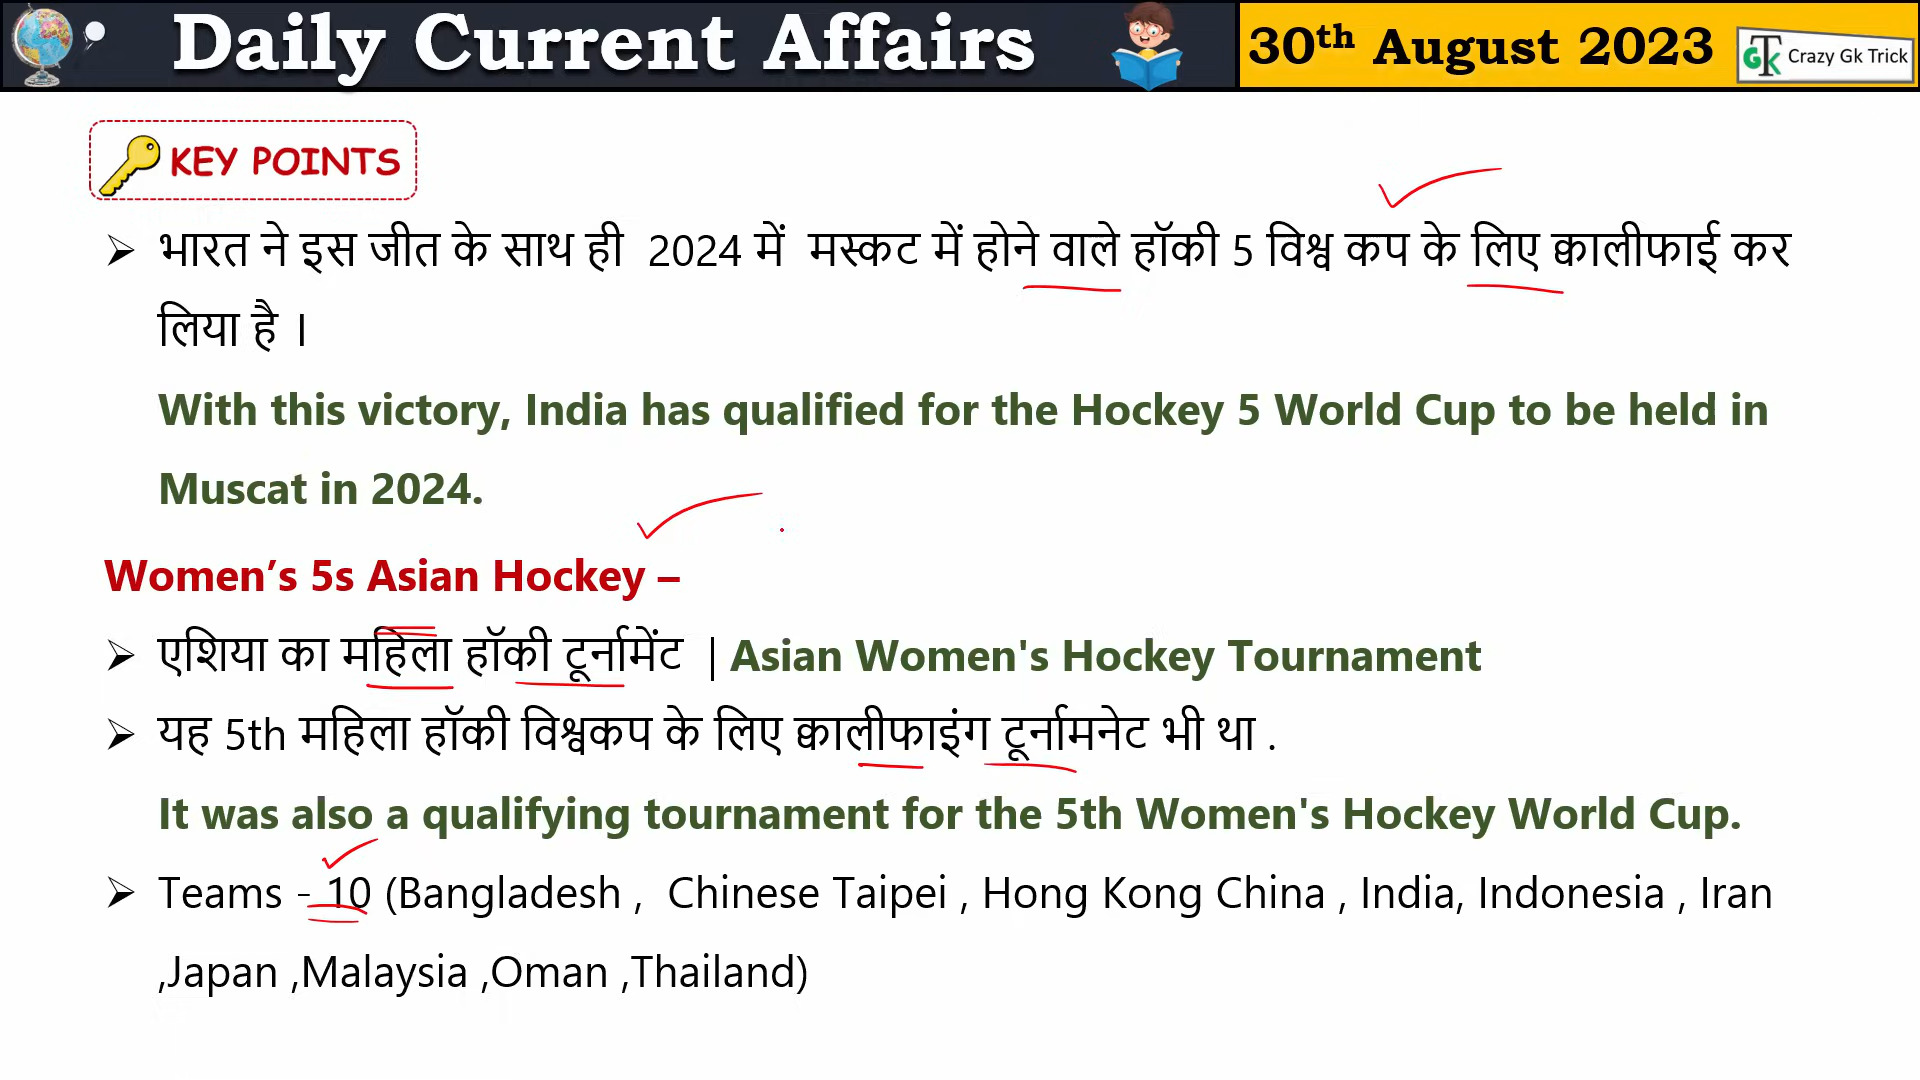 Daily Current Affairs
30th August 2023
GTK Crazy Gk Trick
KEY POINTS
➢ भारत ने इस जीत के साथ ही 2024 में मस्कट में होने वाले हॉकी 5 विश्व कप के लिए क्वालीफाई कर
लिया है ।
With this victory, India has qualified for the Hockey 5 World Cup to be held in
Muscat in 2024.
Women’s 5s Asian Hockey –
➢ एशिया का महिला हॉकी टूर्नामेंट | Asian Women's Hockey Tournament
➢ यह 5th महिला हॉकी विश्वकप के लिए क्वालीफाइंग टूर्नामनेट भी था .
It was also a qualifying tournament for the 5th Women's Hockey World Cup.
➢ Teams - 10 (Bangladesh , Chinese Taipei , Hong Kong China , India, Indonesia , Iran
,Japan ,Malaysia ,Oman ,Thailand)